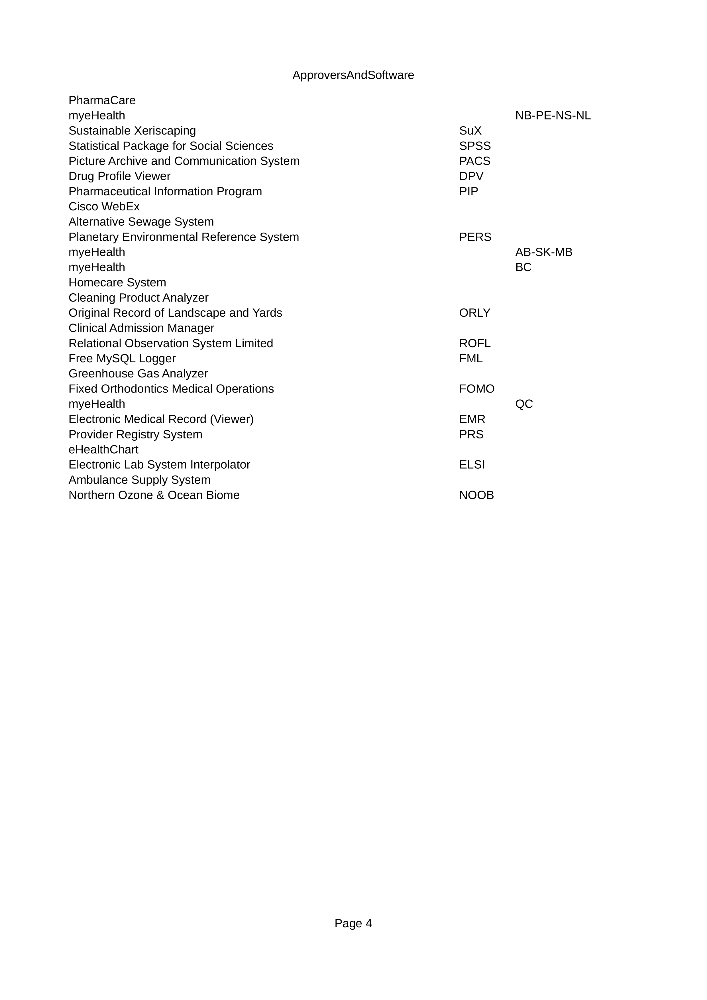 ApproversAndSoftware
PharmaCare
myeHealth NB-PE-NS-NL
Sustainable Xeriscaping SuX
Statistical Package for Social Sciences SPSS
Picture Archive and Communication System PACS
Drug Profile Viewer DPV
Pharmaceutical Information Program PIP
Cisco WebEx
Alternative Sewage System
Planetary Environmental Reference System PERS
myeHealth AB-SK-MB
myeHealth BC
Homecare System
Cleaning Product Analyzer
Original Record of Landscape and Yards ORLY
Clinical Admission Manager
Relational Observation System Limited ROFL
Free MySQL Logger FML
Greenhouse Gas Analyzer
Fixed Orthodontics Medical Operations FOMO
myeHealth QC
Electronic Medical Record (Viewer) EMR
Provider Registry System PRS
eHealthChart
Electronic Lab System Interpolator ELSI
Ambulance Supply System
Northern Ozone & Ocean Biome NOOB
Page 4